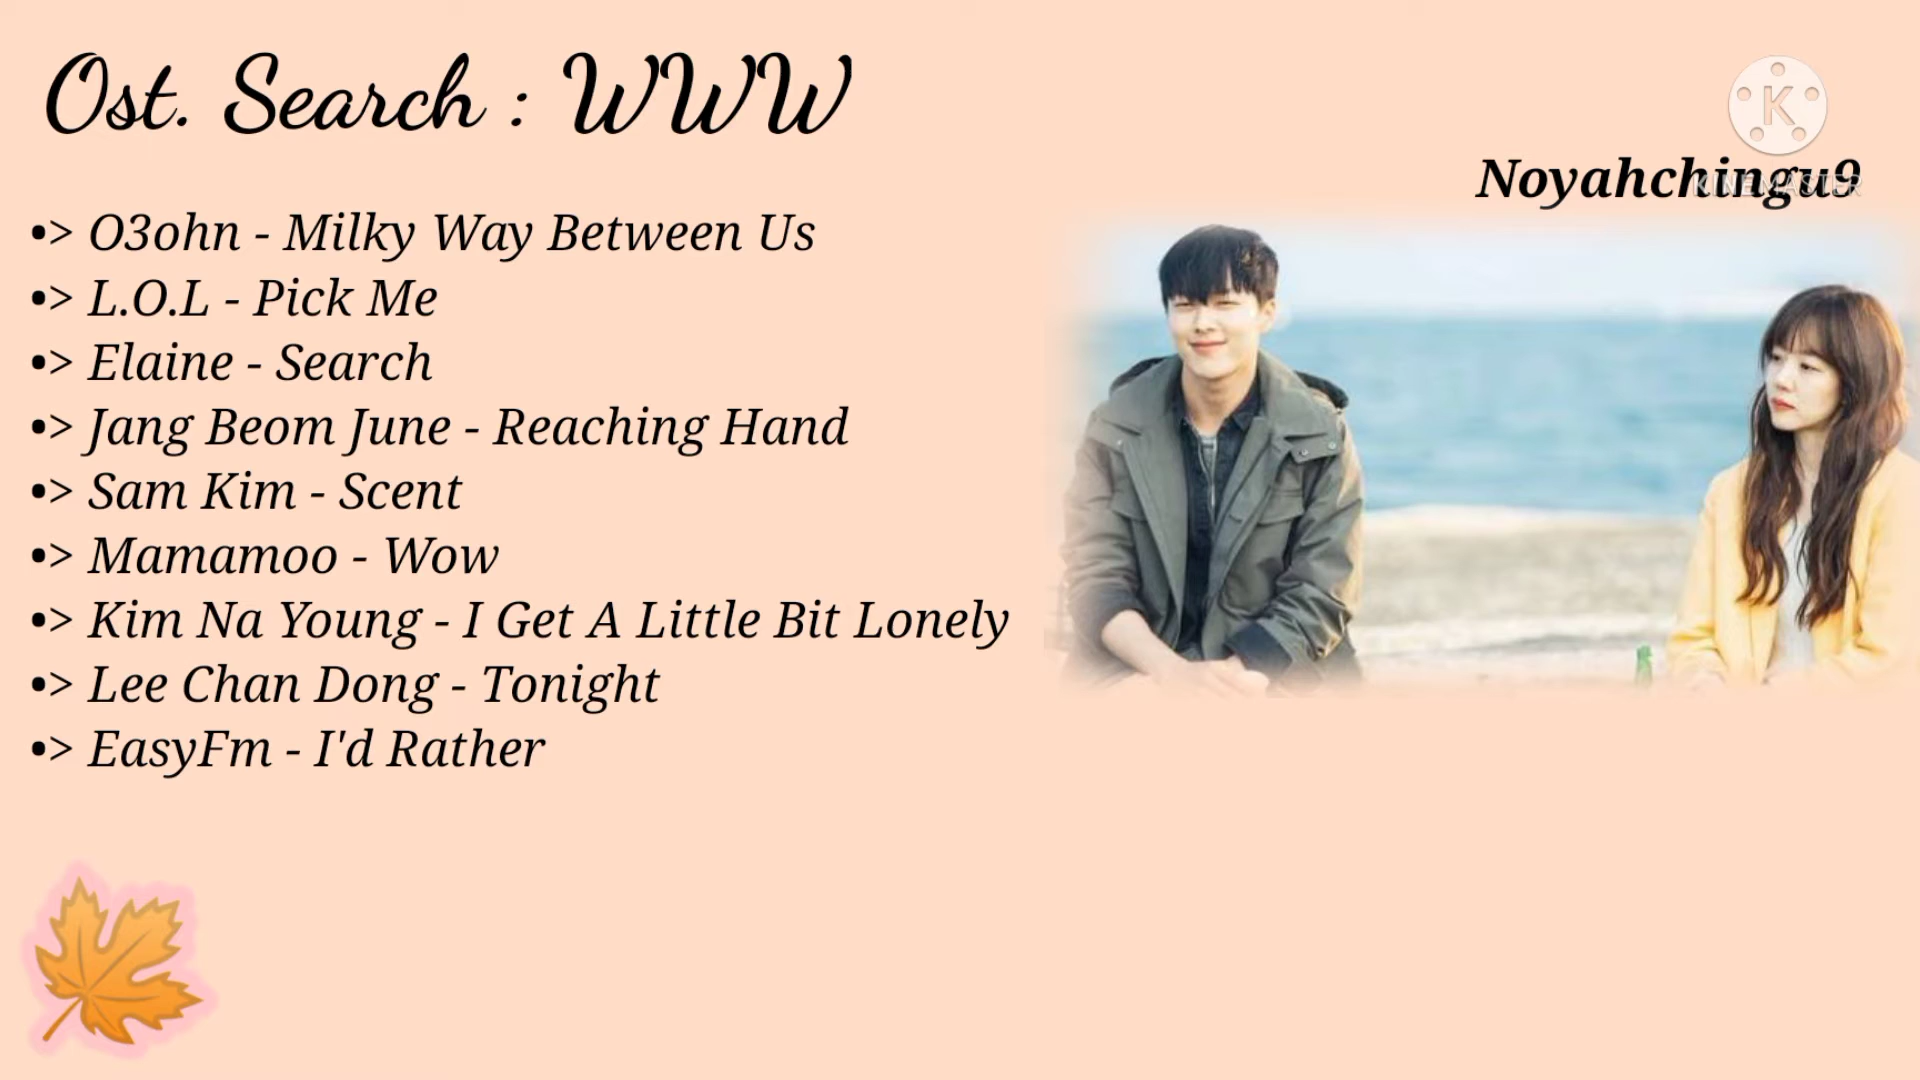 Ost. Search : WWW
Noyahchingu9
K
KINEMASTER
•> O3ohn - Milky Way Between Us
•> L.O.L - Pick Me
•> Elaine - Search
•> Jang Beom June - Reaching Hand
•> Sam Kim - Scent
•> Mamamoo - Wow
•> Kim Na Young - I Get A Little Bit Lonely
•> Lee Chan Dong - Tonight
•> EasyFm - I'd Rather